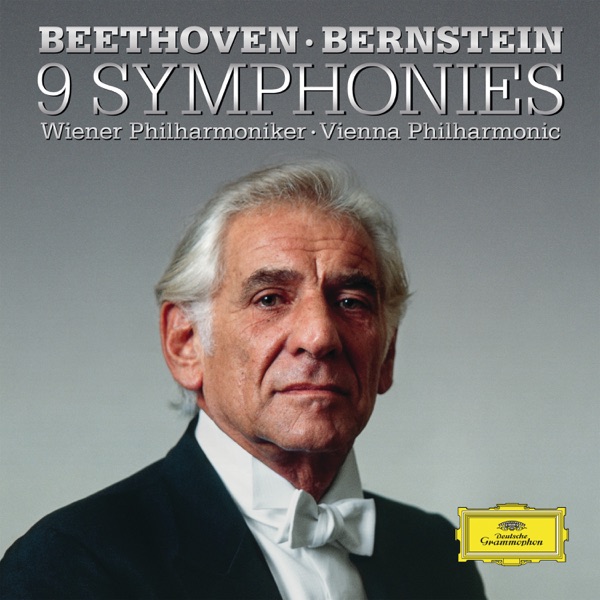 BEETHOVEN · BERNSTEIN
9 SYMPHONIES
Wiener Philharmoniker · Vienna Philharmonic
Deutsche
Grammophon